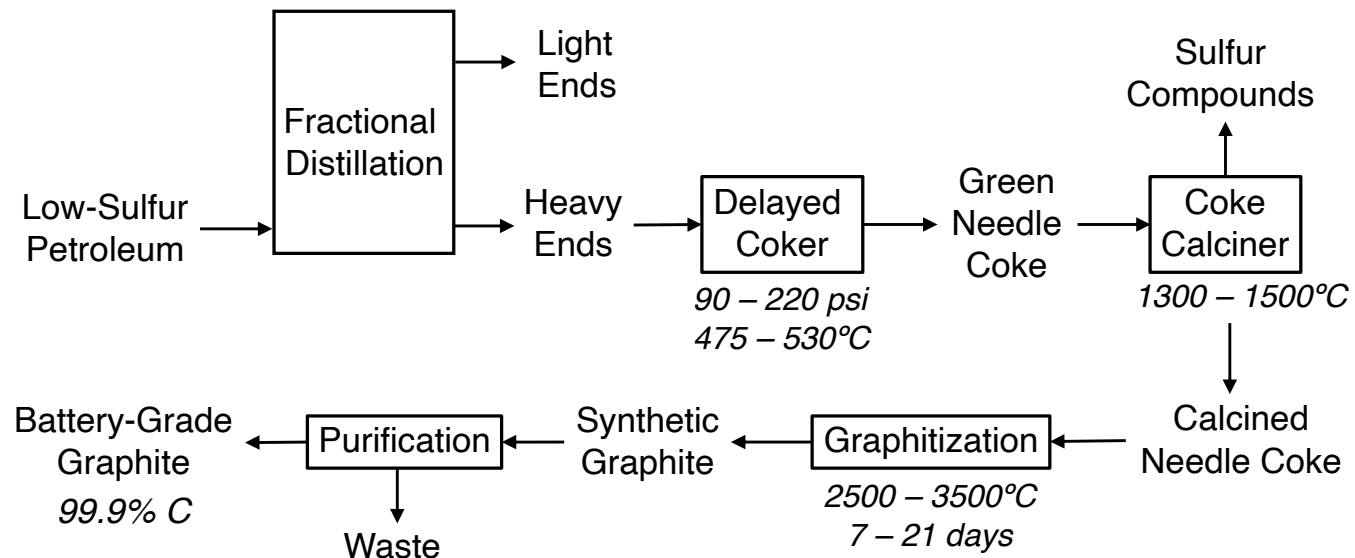 Low-Sulfur
Petroleum
Fractional
Distillation
Light
Ends
Heavy
Ends
Delayed
Coker
90 – 220 psi
475 – 530ºC
Green
Needle
Coke
Sulfur
Compounds
Coke
Calciner
1300 – 1500ºC
Calcined
Needle Coke
Graphitization
2500 – 3500ºC
7 – 21 days
Synthetic
Graphite
Purification
Waste
Battery-Grade
Graphite
99.9% C